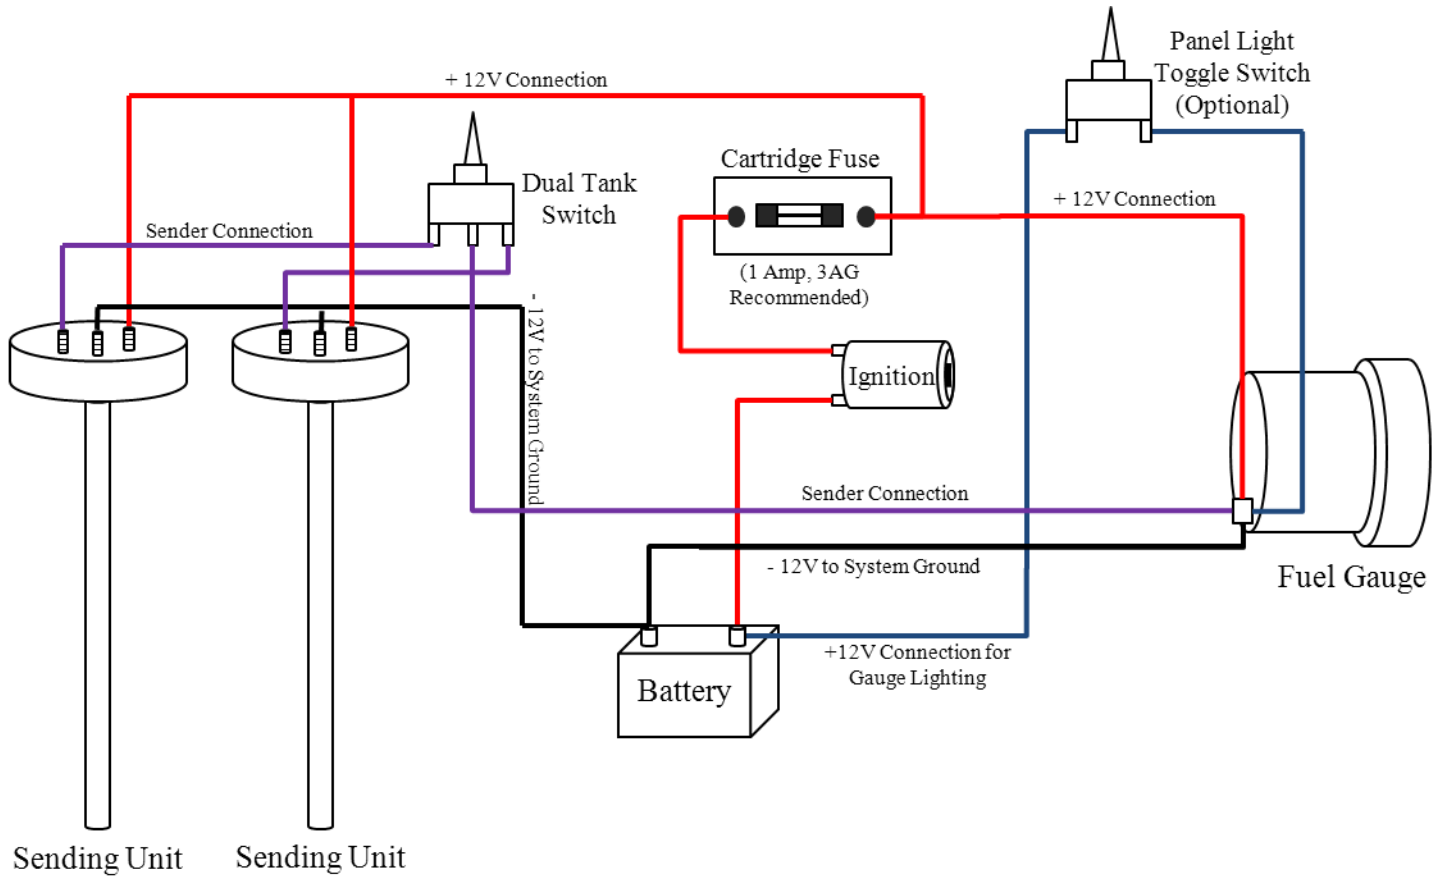 Panel Light
Toggle Switch
(Optional)
+ 12V Connection
Cartridge Fuse
Dual Tank
Switch
+ 12V Connection
Sender Connection
(1 Amp, 3AG
Recommended)
- 12V to System Ground
Ignition
Sender Connection
- 12V to System Ground
Fuel Gauge
+12V Connection for
Gauge Lighting
Battery
Sending Unit
Sending Unit